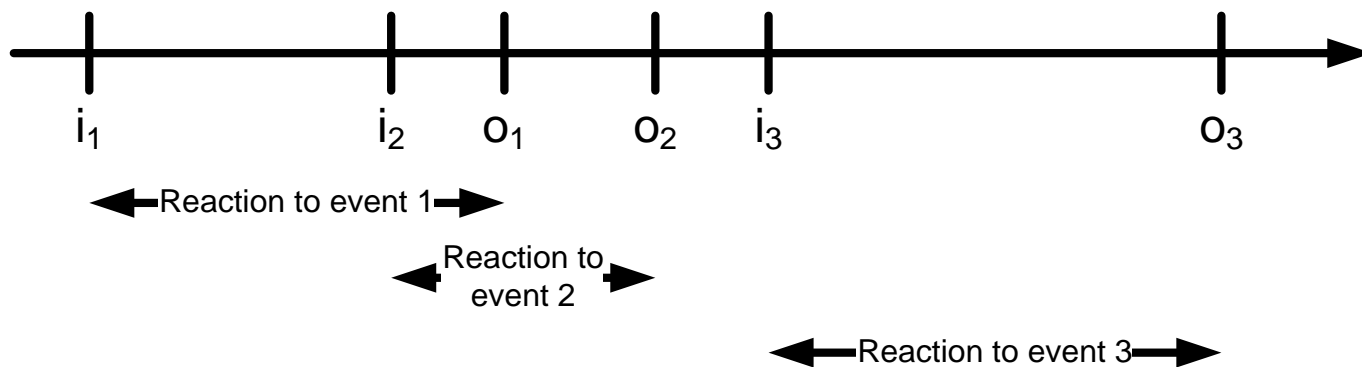 i₁ i₂ o₁ o₂ i₃ o₃
Reaction to event 1
Reaction to
event 2
Reaction to event 3